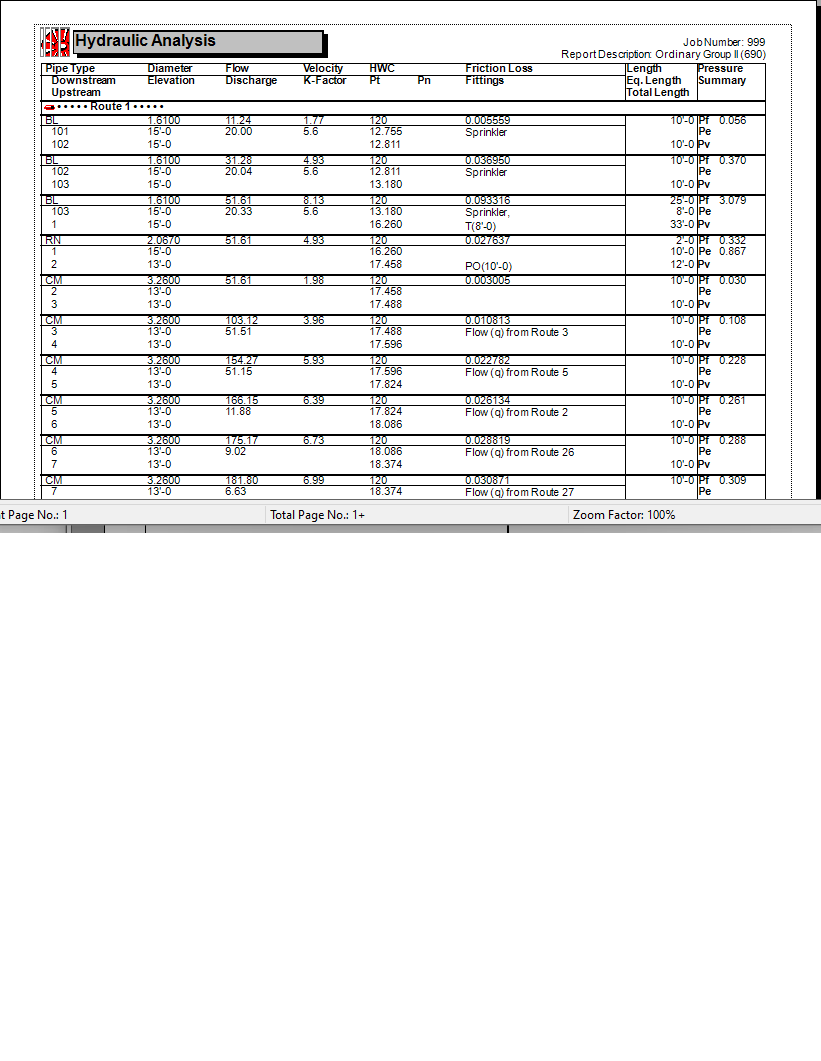 Hydraulic Analysis
Job Number: 999
Report Description: Ordinary Group II (690)
Pipe Type Diameter Flow Velocity HWC Friction Loss Length Pressure
Downstream Elevation Discharge K-Factor Pt Pn Fittings Eq. Length Summary
Upstream Total Length
• • • • • Route 1 • • • • •
BL 1.6100 11.24 1.77 120 0.005559 10'-0 Pf 0.056
101 15'-0 20.00 5.6 12.755 Sprinkler Pe
102 15'-0 12.811 10'-0 Pv
BL 1.6100 31.28 4.93 120 0.036950 10'-0 Pf 0.370
102 15'-0 20.04 5.6 12.811 Sprinkler Pe
103 15'-0 13.180 10'-0 Pv
BL 1.6100 51.61 8.13 120 0.093316 25'-0 Pf 3.079
103 15'-0 20.33 5.6 13.180 Sprinkler, 8'-0 Pe
1 15'-0 16.260 T(8'-0) 33'-0 Pv
RN 2.0670 51.61 4.93 120 0.027637 2'-0 Pf 0.332
1 15'-0 16.260 10'-0 Pe 0.867
2 13'-0 17.458 PO(10'-0) 12'-0 Pv
CM 3.2600 51.61 1.98 120 0.003005 10'-0 Pf 0.030
2 13'-0 17.458 Pe
3 13'-0 17.488 10'-0 Pv
CM 3.2600 103.12 3.96 120 0.010813 10'-0 Pf 0.108
3 13'-0 51.51 17.488 Flow (q) from Route 3 Pe
4 13'-0 17.596 10'-0 Pv
CM 3.2600 154.27 5.93 120 0.022782 10'-0 Pf 0.228
4 13'-0 51.15 17.596 Flow (q) from Route 5 Pe
5 13'-0 17.824 10'-0 Pv
CM 3.2600 166.15 6.39 120 0.026134 10'-0 Pf 0.261
5 13'-0 11.88 17.824 Flow (q) from Route 2 Pe
6 13'-0 18.086 10'-0 Pv
CM 3.2600 175.17 6.73 120 0.028819 10'-0 Pf 0.288
6 13'-0 9.02 18.086 Flow (q) from Route 26 Pe
7 13'-0 18.374 10'-0 Pv
CM 3.2600 181.80 6.99 120 0.030871 10'-0 Pf 0.309
7 13'-0 6.63 18.374 Flow (q) from Route 27 Pe
t Page No.: 1 Total Page No.: 1+ Zoom Factor: 100%